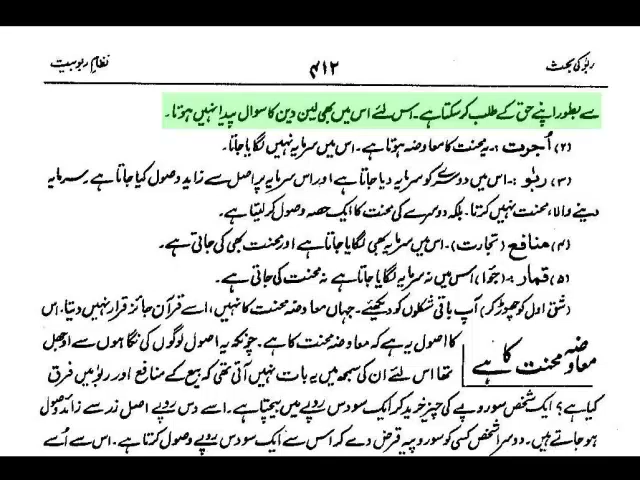 ربوٰ کی بحث ۴۱۲ نظامِ ربوبیت
سے بطور اپنے حق کے طلب کر سکتا ہے۔ اس لئے اس میں بھی لین دین کا سوال پیدا نہیں ہوتا۔
(۲) اُجرت :۔ یہ محنت کا معاوضہ ہوتا ہے۔ اس میں سرمایہ نہیں لگایا جاتا۔
(۳) ربوٰ :۔ اس میں دوسرے کو سرمایہ دیا جاتا ہے اور اس سرمایہ پر اصل سے زاید وصول کیا جاتا ہے۔ سرمایہ
دینے والا، محنت نہیں کرتا۔ بلکہ دوسرے کی محنت کا ایک حصہ وصول کر لیتا ہے۔
(۴) منافع (تجارت)۔ اس میں سرمایہ بھی لگایا جاتا ہے اور محنت بھی کی جاتی ہے۔
(۵) قمار :۔ (جُوا) اس میں نہ سرمایہ لگایا جاتا ہے نہ محنت کی جاتی ہے۔
(شق اول کو چھوڑ کر) آپ باقی شکلوں کو دیکھئے۔ جہاں معاوضہ محنت کا نہیں، اسے قرآن جائز قرار نہیں دیتا۔ اس
معاوضہ محنت کا ہے
کا اصول یہ ہے کہ معاوضہ محنت کا ہے۔ چونکہ یہ اصول لوگوں کی نگاہوں سے اوجھل
تھا اس لئے ان کی سمجھ میں یہ بات نہیں آتی تھی کہ بیع کے منافع اور ربوٰ میں فرق
کیا ہے؟ ایک شخص سو روپے کی چیز خرید کر ایک سو دس روپے میں بیچتا ہے۔ اسے دس روپے اصل زر سے زائد وصول
ہو جاتے ہیں۔ دوسرا شخص کسی کو سو روپیہ قرض دے کر اس سے ایک سو دس روپے وصول کرتا ہے۔ اس سے اُسے